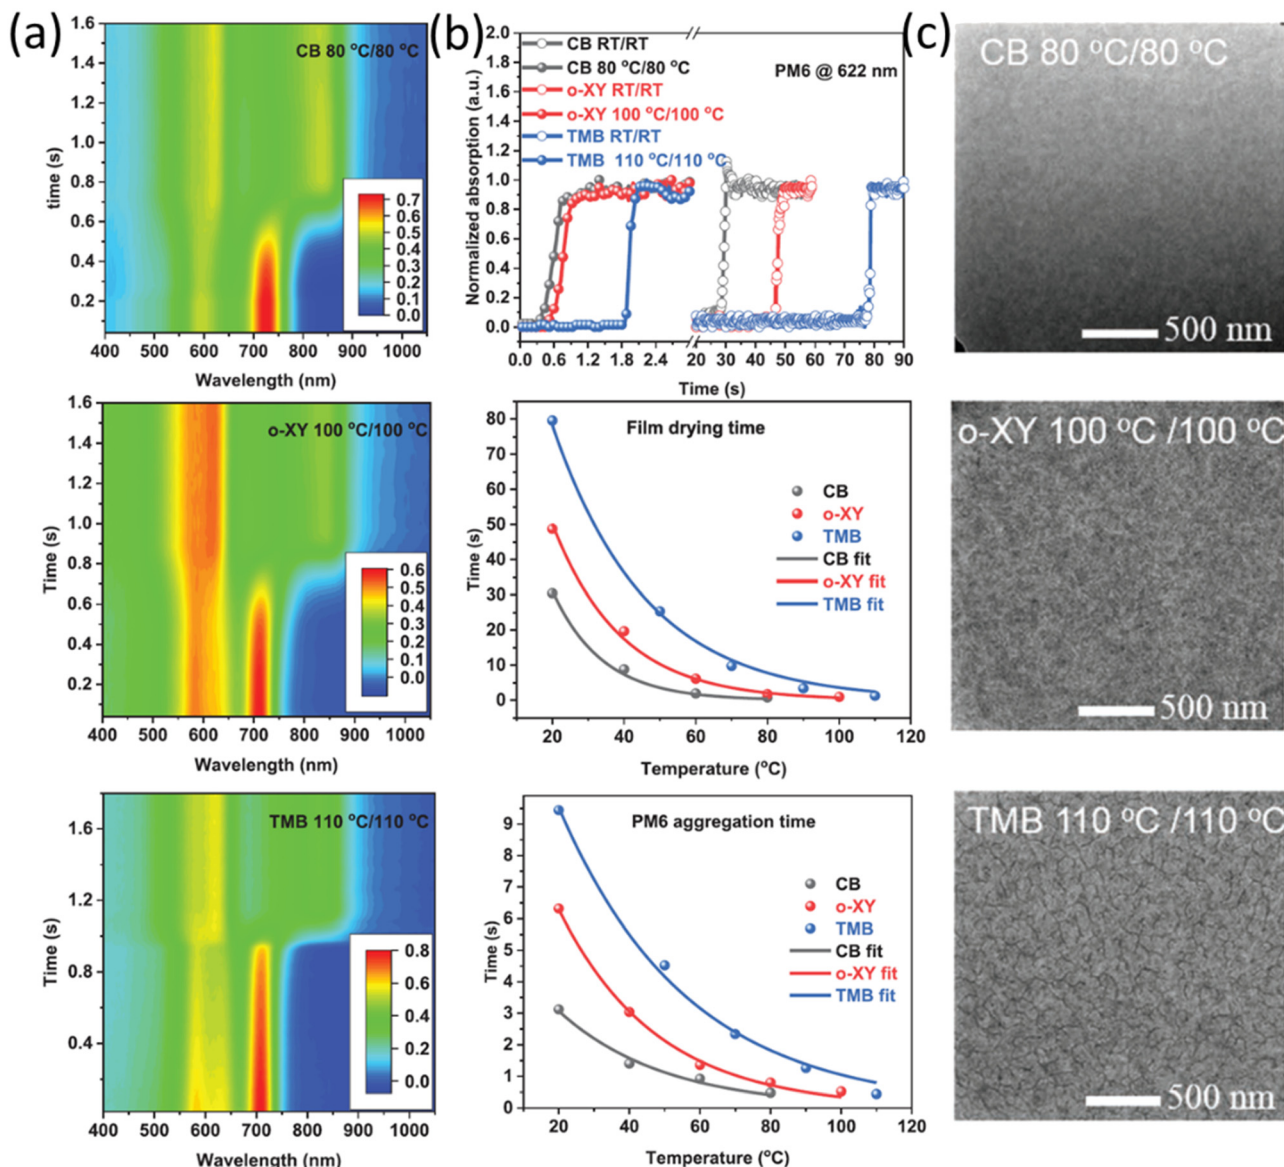 (a)
CB 80 °C/80 °C
1.6
1.4
1.2
1.0
0.8
0.6
0.4
0.2
time (s)
0.7
0.6
0.5
0.4
0.3
0.2
0.1
0.0
400 500 600 700 800 900 1000
Wavelength (nm)
o-XY 100 °C/100 °C
1.6
1.4
1.2
1.0
0.8
0.6
0.4
0.2
Time (s)
0.6
0.5
0.4
0.3
0.2
0.1
0.0
400 500 600 700 800 900 1000
Wavelength (nm)
TMB 110 °C/110 °C
1.6
1.2
0.8
0.4
Time (s)
0.8
0.6
0.4
0.2
0.0
400 500 600 700 800 900 1000
Wavelength (nm)
(b)
CB RT/RT
CB 80 °C/80 °C
o-XY RT/RT
o-XY 100 °C/100 °C
TMB RT/RT
TMB 110 °C/110 °C
PM6 @ 622 nm
2.0
1.8
1.6
1.4
1.2
1.0
0.8
0.6
0.4
0.2
0.0
Normalized absorption (a.u.)
0.0 0.6 1.2 1.8 2.4 20 30 40 50 60 70 80 90
Time (s)
Film drying time
80
70
60
50
40
30
20
10
0
Time (s)
CB
o-XY
TMB
CB fit
o-XY fit
TMB fit
20 40 60 80 100 120
Temperature (°C)
PM6 aggregation time
9
8
7
6
5
4
3
2
1
0
Time (s)
CB
o-XY
TMB
CB fit
o-XY fit
TMB fit
20 40 60 80 100 120
Temperature (°C)
(c)
CB 80 °C/80 °C
500 nm
o-XY 100 °C /100 °C
500 nm
TMB 110 °C /110 °C
500 nm